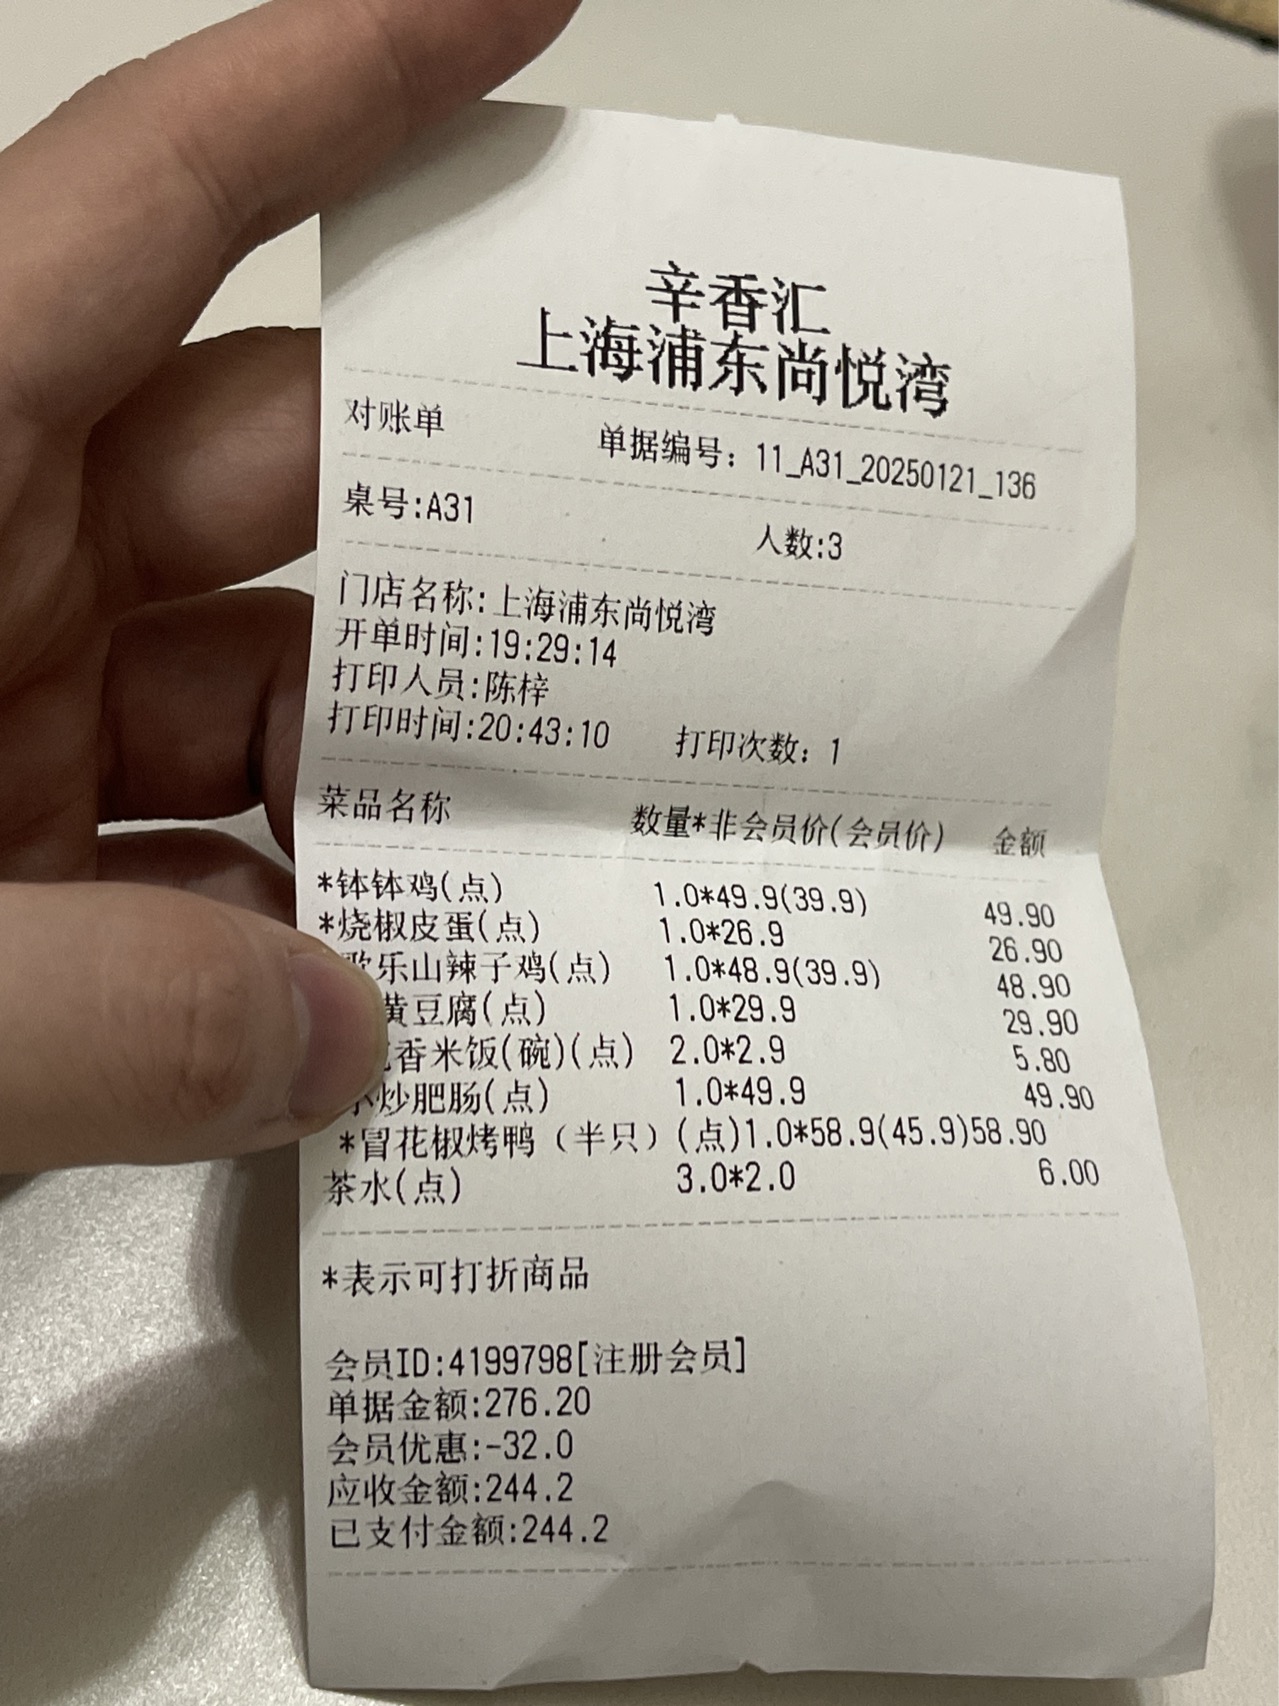 辛香汇
上海浦东尚悦湾
对账单 单据编号：11_A31_20250121_136
桌号:A31 人数:3
门店名称:上海浦东尚悦湾
开单时间:19:29:14
打印人员:陈梓
打印时间:20:43:10 打印次数：1
菜品名称 数量*非会员价(会员价) 金额
*钵钵鸡(点) 1.0*49.9(39.9) 49.90
*烧椒皮蛋(点) 1.0*26.9 26.90
歌乐山辣子鸡(点) 1.0*48.9(39.9) 48.90
黄豆腐(点) 1.0*29.9 29.90
香米饭(碗)(点) 2.0*2.9 5.80
炒肥肠(点) 1.0*49.9 49.90
*冒花椒烤鸭（半只）(点)1.0*58.9(45.9)58.90
茶水(点) 3.0*2.0 6.00
*表示可打折商品
会员ID:4199798[注册会员]
单据金额:276.20
会员优惠:-32.0
应收金额:244.2
已支付金额:244.2